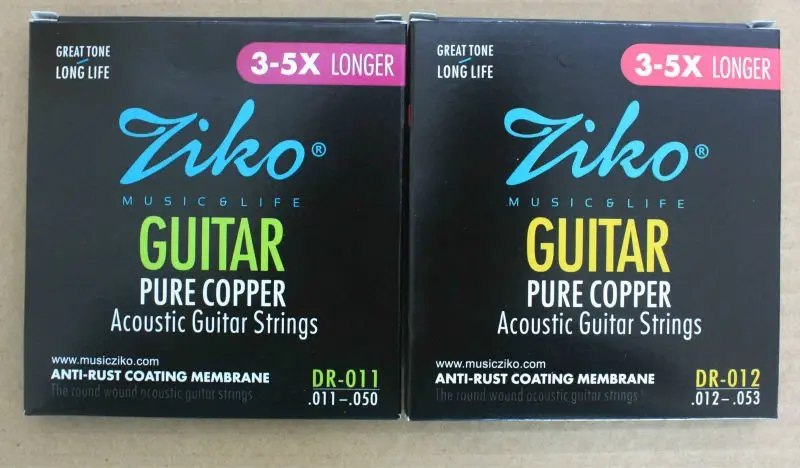 GREAT TONE
LONG LIFE
3-5X LONGER
Ziko®
MUSIC & LIFE
GUITAR
PURE COPPER
Acoustic Guitar Strings
www.musicziko.com
ANTI-RUST COATING MEMBRANE
The round wound acoustic guitar strings
DR-011
.011-.050
GREAT TONE
LONG LIFE
3-5X LONGER
Ziko®
MUSIC & LIFE
GUITAR
PURE COPPER
Acoustic Guitar Strings
www.musicziko.com
ANTI-RUST COATING MEMBRANE
The round wound acoustic guitar strings
DR-012
.012-.053